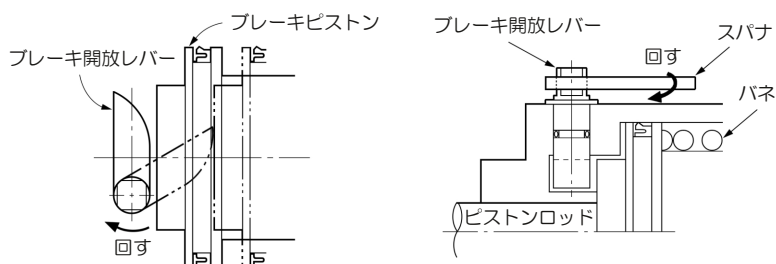 ブレーキピストン
ブレーキ開放レバー
回す
ブレーキ開放レバー
スパナ
回す
バネ
ピストンロッド